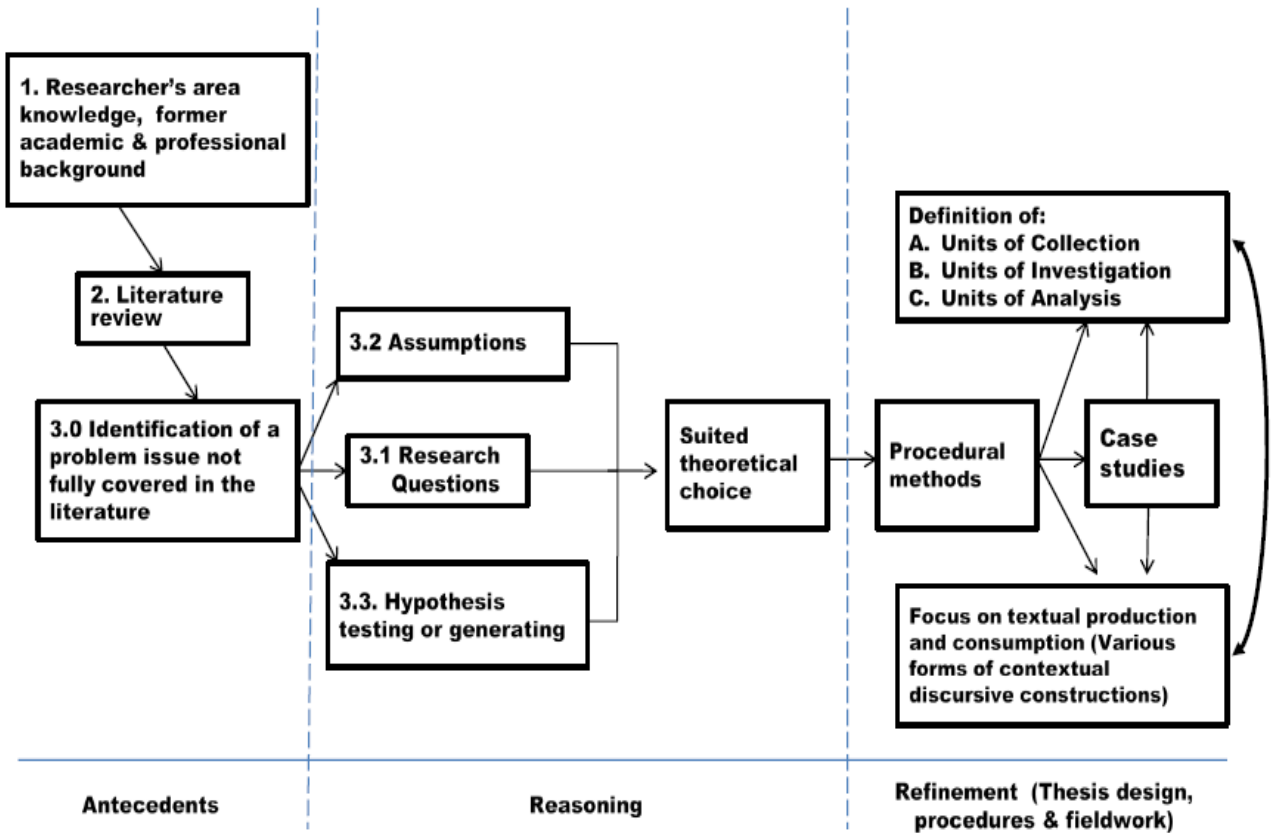 1. Researcher's area
knowledge, former
academic & professional
background
2. Literature
review
3.0 Identification of a
problem issue not
fully covered in the
literature
3.2 Assumptions
3.1 Research
Questions
3.3. Hypothesis
testing or generating
Suited
theoretical
choice
Procedural
methods
Case
studies
Definition of:
A. Units of Collection
B. Units of Investigation
C. Units of Analysis
Focus on textual production
and consumption (Various
forms of contextual
discursive constructions)
Antecedents
Reasoning
Refinement (Thesis design,
procedures & fieldwork)